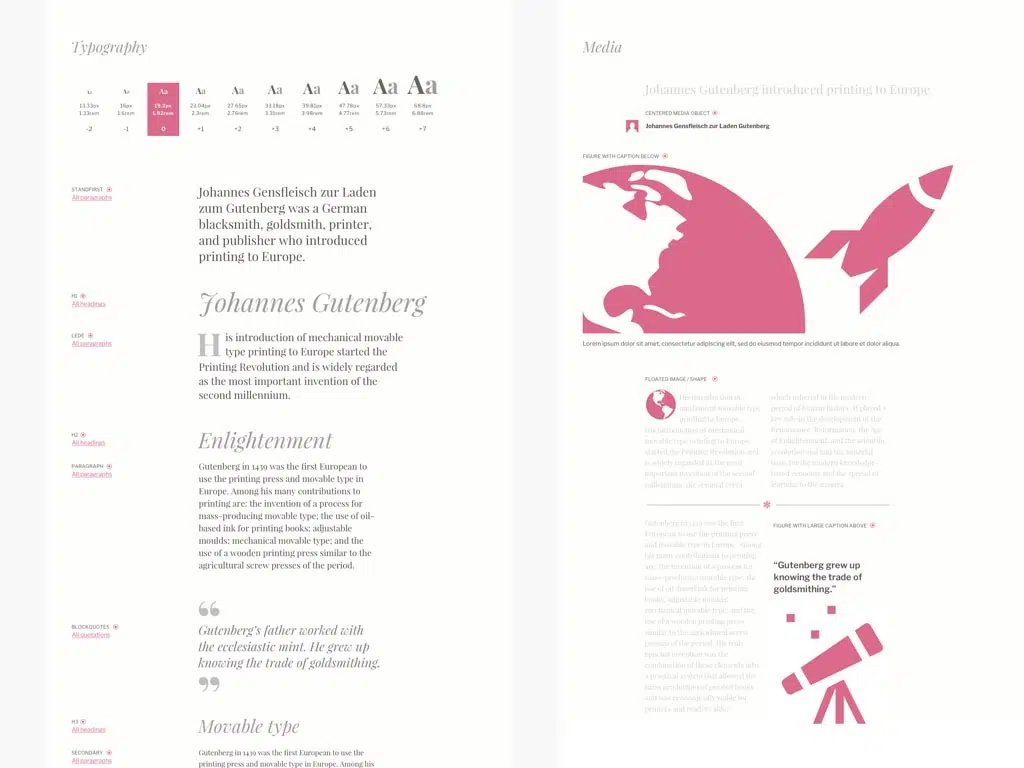 Typography
Aa Aa Aa Aa Aa Aa Aa Aa Aa Aa
13.33px 16px 19.2px 23.04px 27.65px 33.18px 39.81px 47.78px 57.33px 68.8px
1.33rem 1.6rem 1.92rem 2.3rem 2.76rem 3.31rem 3.98rem 4.77rem 5.73rem 6.88rem
-2 -1 0 +1 +2 +3 +4 +5 +6 +7
STANDFIRST
All paragraphs
Johannes Gensfleisch zur Laden
zum Gutenberg was a German
blacksmith, goldsmith, printer,
and publisher who introduced
printing to Europe.
H1
All headings
Johannes Gutenberg
LEDE
All paragraphs
His introduction of mechanical movable
type printing to Europe started the
Printing Revolution and is widely regarded
as the most important invention of the
second millennium.
H2
All headings
Enlightenment
PARAGRAPH
All paragraphs
Gutenberg in 1439 was the first European to
use the printing press and movable type in
Europe. Among his many contributions to
printing are: the invention of a process for
mass-producing movable type; the use of oil-
based ink for printing books; adjustable
moulds; mechanical movable type; and the
use of a wooden printing press similar to the
agricultural screw presses of the period.
BLOCKQUOTES
All quotations
“
Gutenberg’s father worked with
the ecclesiastic mint. He grew up
knowing the trade of goldsmithing.
”
H3
All headings
Movable type
SECONDARY
All paragraphs
Gutenberg in 1439 was the first European to use the
printing press and movable type in Europe. Among his
Media
Johannes Gutenberg introduced printing to Europe
CENTERED MEDIA OBJECT
Johannes Gensfleisch zur Laden Gutenberg
FIGURE WITH CAPTION BELOW
Lorem ipsum dolor sit amet, consectetur adipiscing elit, sed do eiusmod tempor incididunt ut labore et dolor aliqua.
FLOATED IMAGE / SHAPE
His introduction of
mechanical movable type
printing to Europe.
His introduction of mechanical
movable type printing to Europe
started the Printing Revolution and
is widely regarded as the most
important invention of the second
millennium, the seminal event
which ushered in the modern
period of human history. It played a
key role in the development of the
Renaissance, Reformation, the Age
of Enlightenment, and the scientific
revolution and laid the material
basis for the modern knowledge-
based economy and the spread of
learning to the masses.
Gutenberg in 1439 was the first
European to use the printing press
and movable type in Europe. Among
his many contributions to printing
are: the invention of a process for
mass-producing movable type; the
use of oil-based ink for printing
books; adjustable moulds;
mechanical movable type; and the
use of a wooden printing press
similar to the agricultural screw
presses of the period. His truly
epochal invention was the
combination of these elements into
a practical system that allowed the
mass production of printed books
and was economically viable for
printers and readers alike.
FIGURE WITH LARGE CAPTION ABOVE
“Gutenberg grew up
knowing the trade of
goldsmithing.”